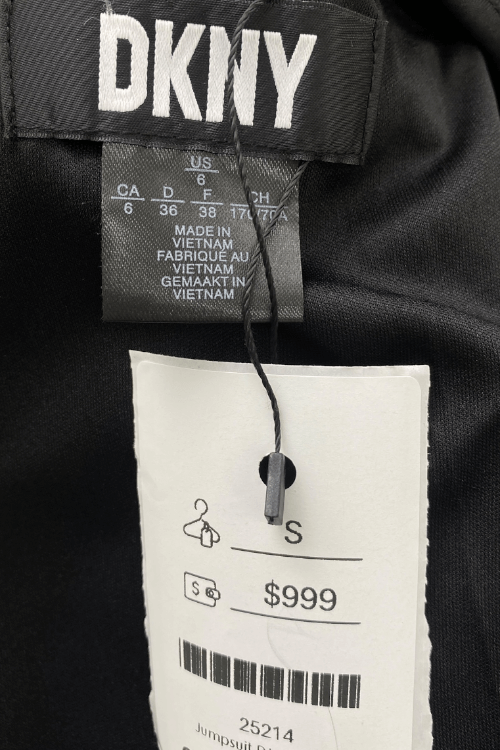 DKNY
US
6
CA D F CH
6 36 38 170/70A
MADE IN
VIETNAM
FABRIQUÉ AU
VIETNAM
GEMAAKT IN
VIETNAM
S
$
$999
25214
Jumpsuit